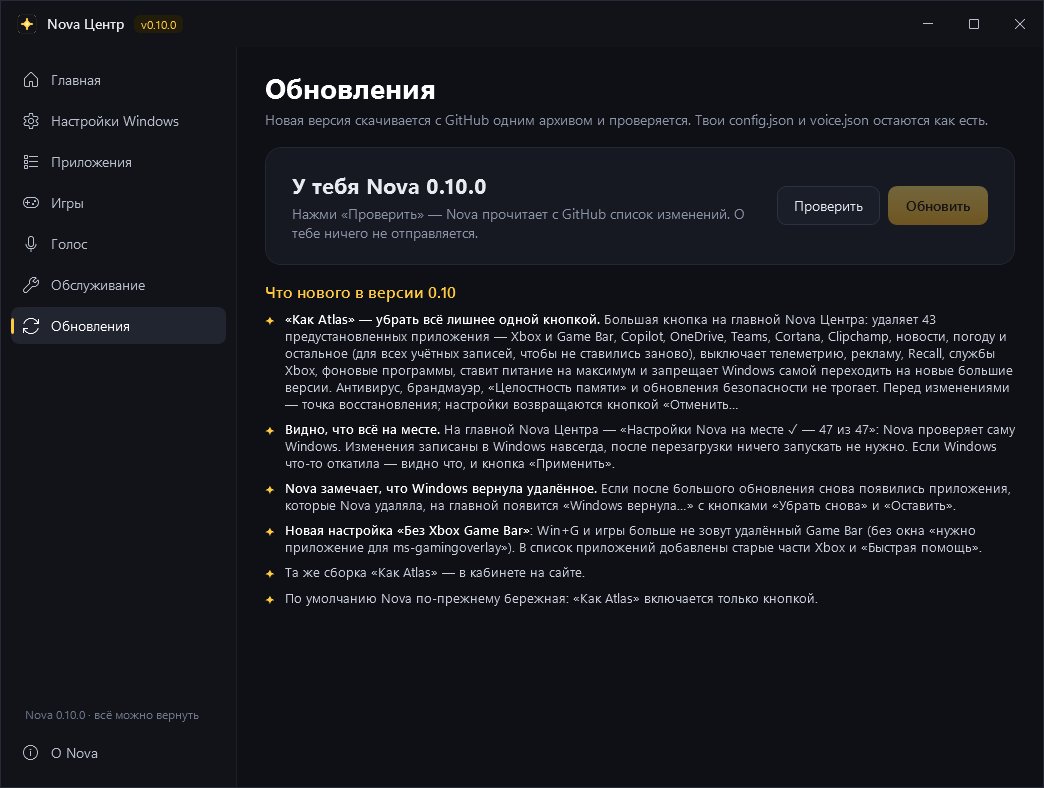 Nova Центр v0.10.0
Главная
Настройки Windows
Приложения
Игры
Голос
Обслуживание
Обновления
Nova 0.10.0 · всё можно вернуть
О Nova
Обновления
Новая версия скачивается с GitHub одним архивом и проверяется. Твои config.json и voice.json остаются как есть.
У тебя Nova 0.10.0
Нажми «Проверить» — Nova прочитает с GitHub список изменений. О
тебе ничего не отправляется.
Проверить
Обновить
Что нового в версии 0.10
«Как Atlas» — убрать всё лишнее одной кнопкой. Большая кнопка на главной Nova Центра: удаляет 43
предустановленных приложения — Xbox и Game Bar, Copilot, OneDrive, Teams, Cortana, Clipchamp, новости, погоду и
остальное (для всех учётных записей, чтобы не ставились заново), выключает телеметрию, рекламу, Recall, службы
Xbox, фоновые программы, ставит питание на максимум и запрещает Windows самой переходить на новые большие
версии. Антивирус, брандмауэр, «Целостность памяти» и обновления безопасности не трогает. Перед изменениями
— точка восстановления; настройки возвращаются кнопкой «Отменить...
Видно, что всё на месте. На главной Nova Центра — «Настройки Nova на месте ✓ — 47 из 47»: Nova проверяет саму
Windows. Изменения записаны в Windows навсегда, после перезагрузки ничего запускать не нужно. Если Windows
что-то откатила — видно что, и кнопка «Применить».
Nova замечает, что Windows вернула удалённое. Если после большого обновления снова появились приложения,
которые Nova удаляла, на главной появится «Windows вернула...» с кнопками «Убрать снова» и «Оставить».
Новая настройка «Без Xbox Game Bar»: Win+G и игры больше не зовут удалённый Game Bar (без окна «нужно
приложение для ms-gamingoverlay»). В список приложений добавлены старые части Xbox и «Быстрая помощь».
Та же сборка «Как Atlas» — в кабинете на сайте.
По умолчанию Nova по-прежнему бережная: «Как Atlas» включается только кнопкой.